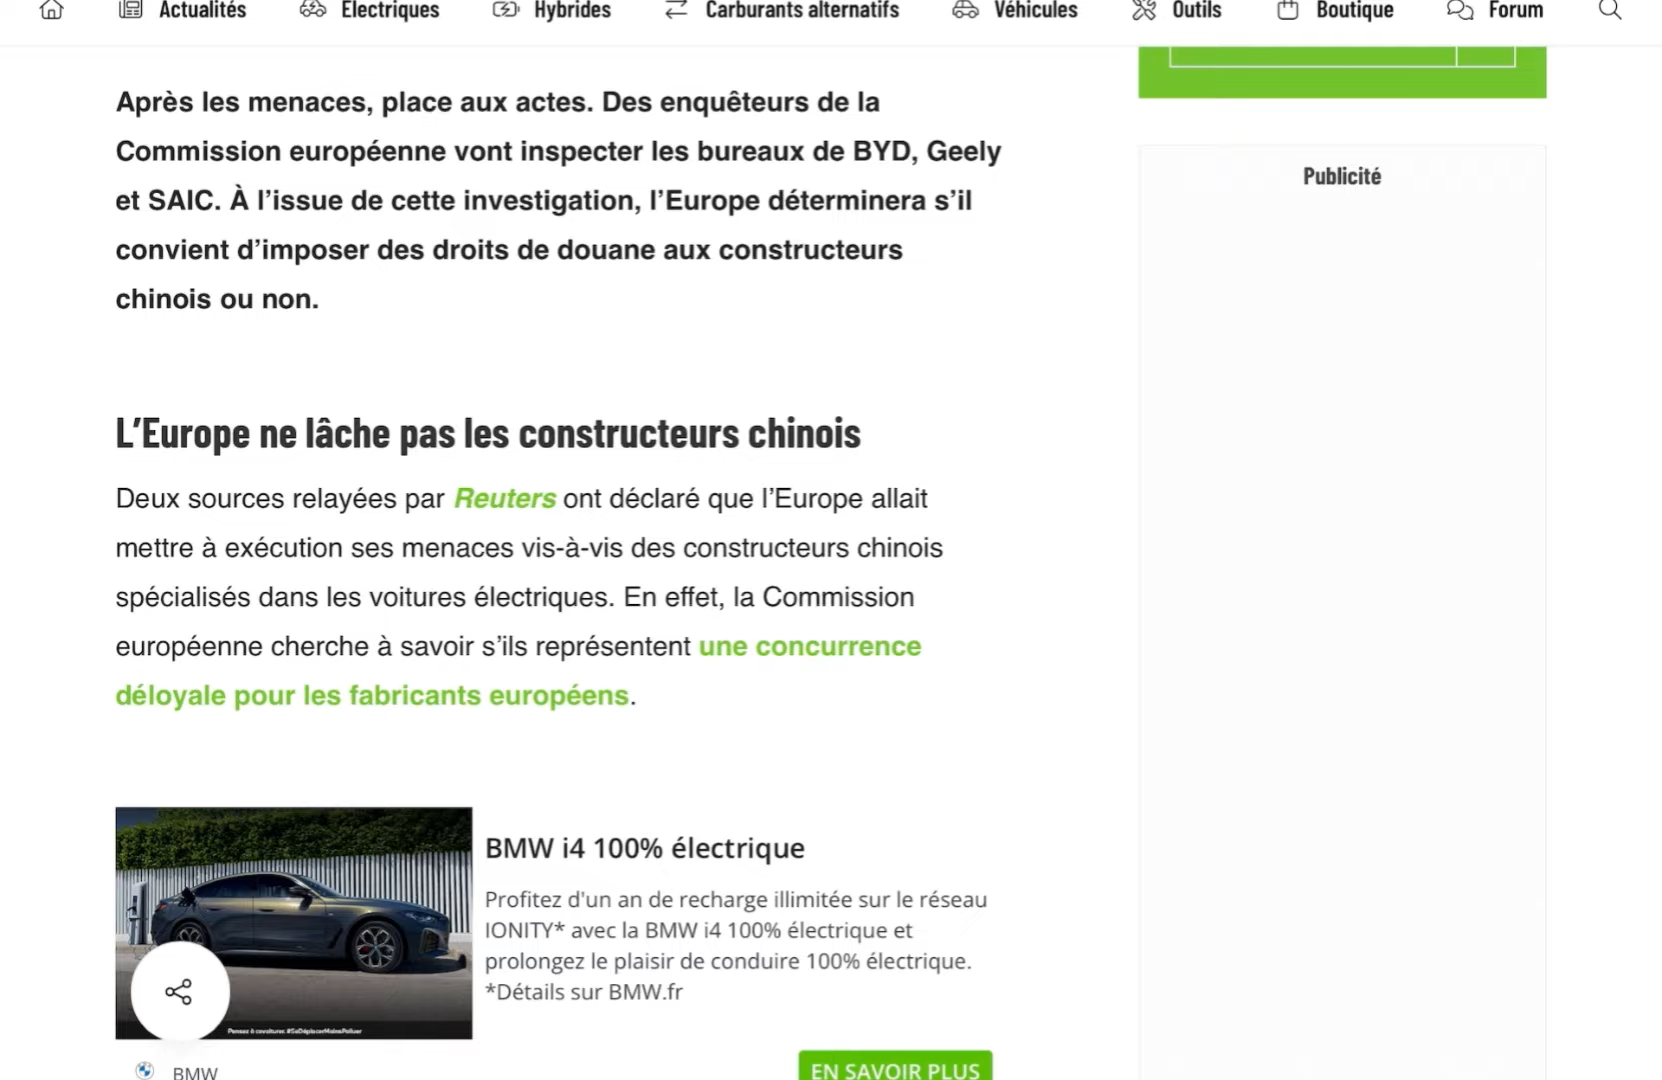 Actualités
Electriques
Hybrides
Carburants alternatifs
Véhicules
Outils
Boutique
Forum
Après les menaces, place aux actes. Des enquêteurs de la
Commission européenne vont inspecter les bureaux de BYD, Geely
et SAIC. À l’issue de cette investigation, l’Europe déterminera s’il
convient d’imposer des droits de douane aux constructeurs
chinois ou non.
Publicité
L’Europe ne lâche pas les constructeurs chinois
Deux sources relayées par Reuters ont déclaré que l’Europe allait
mettre à exécution ses menaces vis-à-vis des constructeurs chinois
spécialisés dans les voitures électriques. En effet, la Commission
européenne cherche à savoir s’ils représentent une concurrence
déloyale pour les fabricants européens.
BMW i4 100% électrique
Profitez d'un an de recharge illimitée sur le réseau
IONITY* avec la BMW i4 100% électrique et
prolongez le plaisir de conduire 100% électrique.
*Détails sur BMW.fr
Pensez à covoiturer. #SeDéplacerMoinsPolluer
BMW
EN SAVOIR PLUS